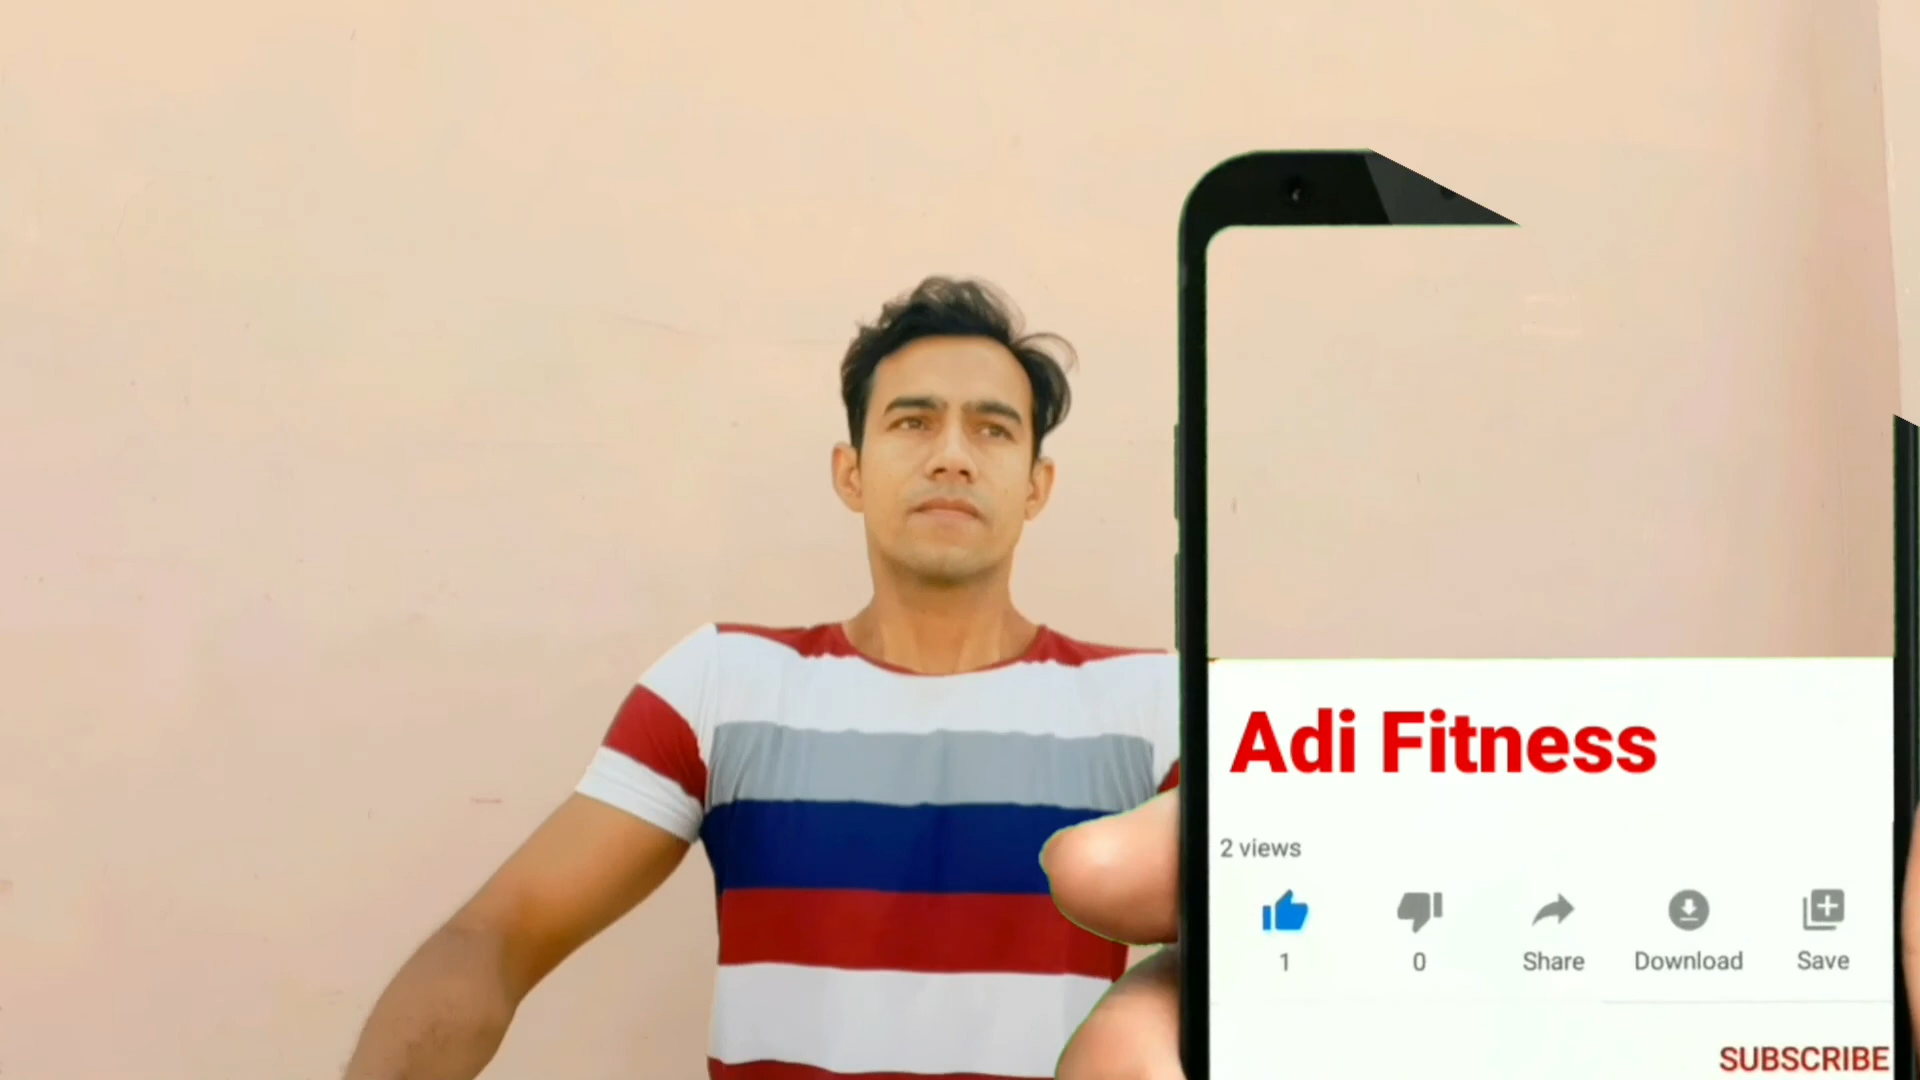 Adi Fitness
2 views
1
0
Share
Download
Save
SUBSCRIBE